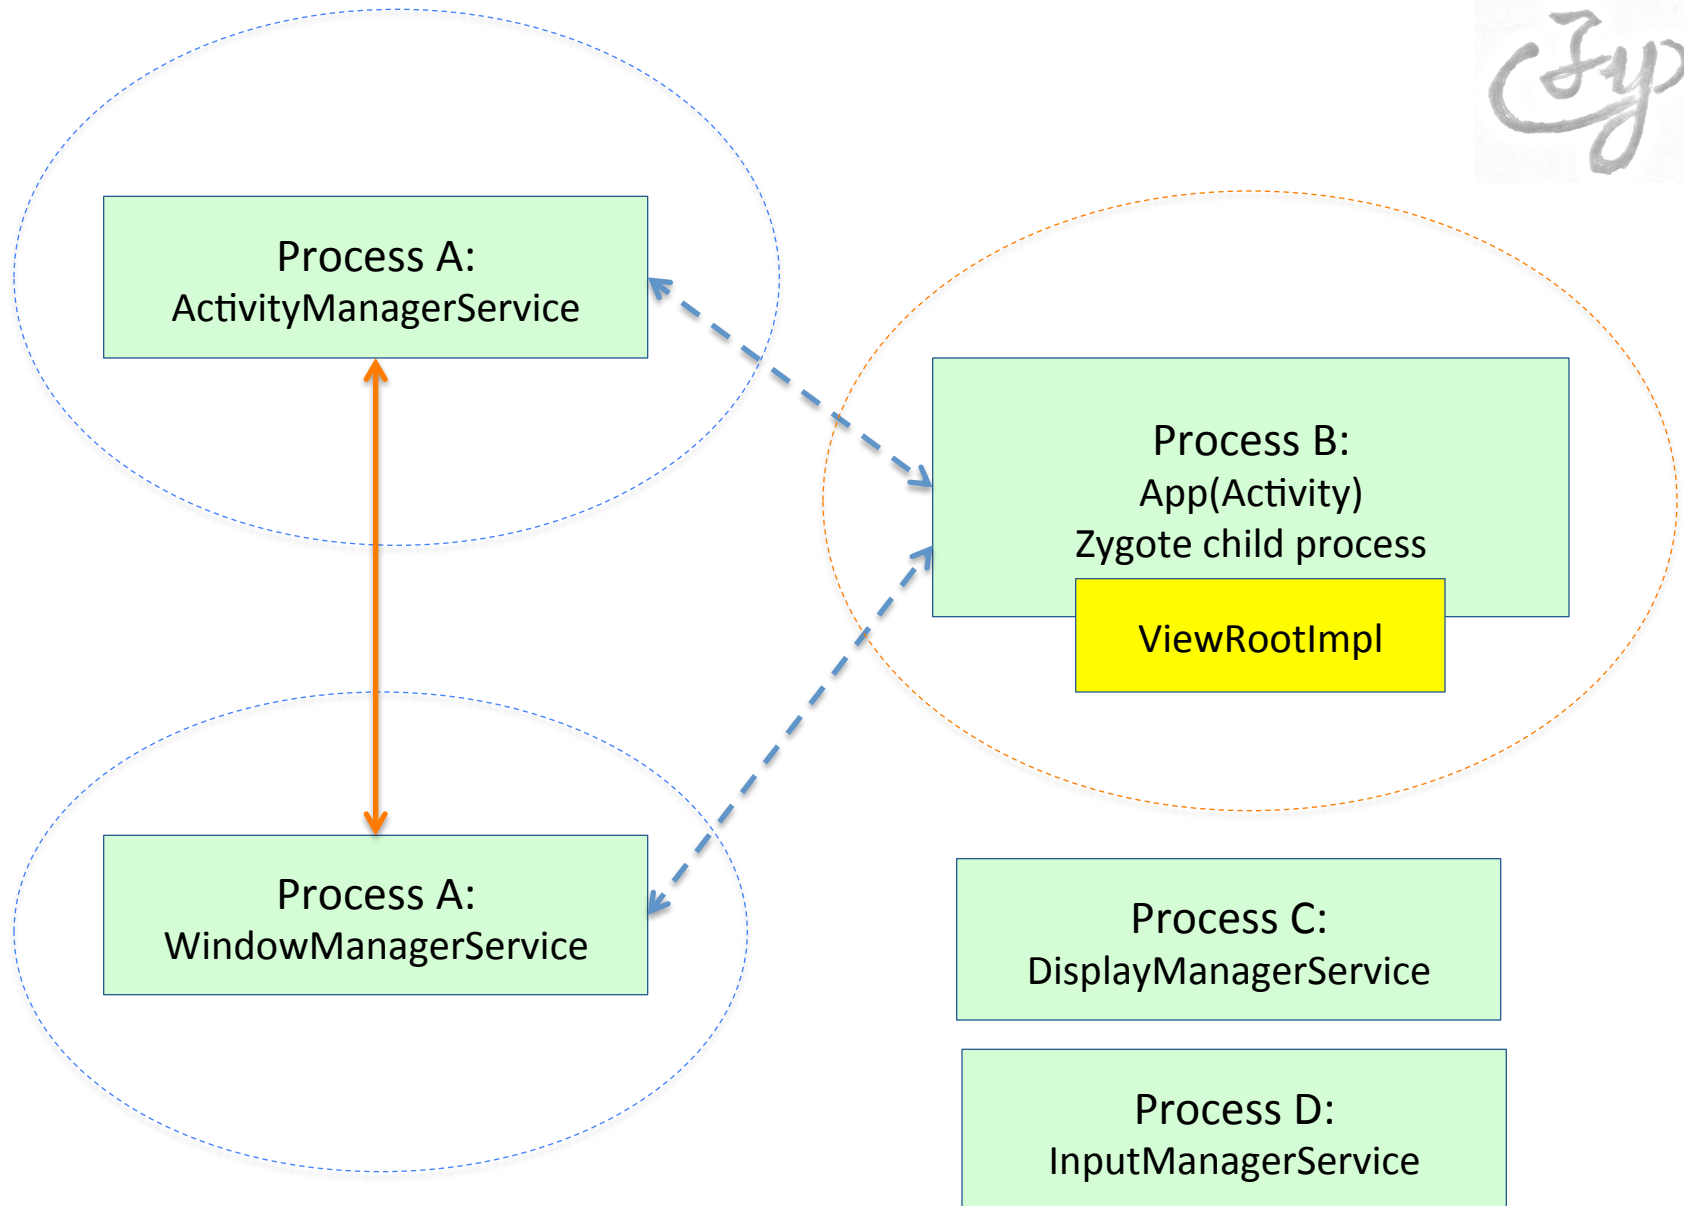 Process A:
ActivityManagerService
Process B:
App(Activity)
Zygote child process
ViewRootImpl
Process A:
WindowManagerService
Process C:
DisplayManagerService
Process D:
InputManagerService